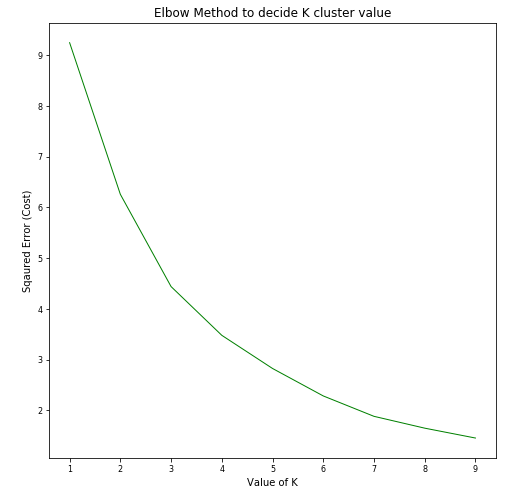 Elbow Method to decide K cluster value
9
8
7
6
5
4
3
2
Sqaured Error (Cost)
1 2 3 4 5 6 7 8 9
Value of K